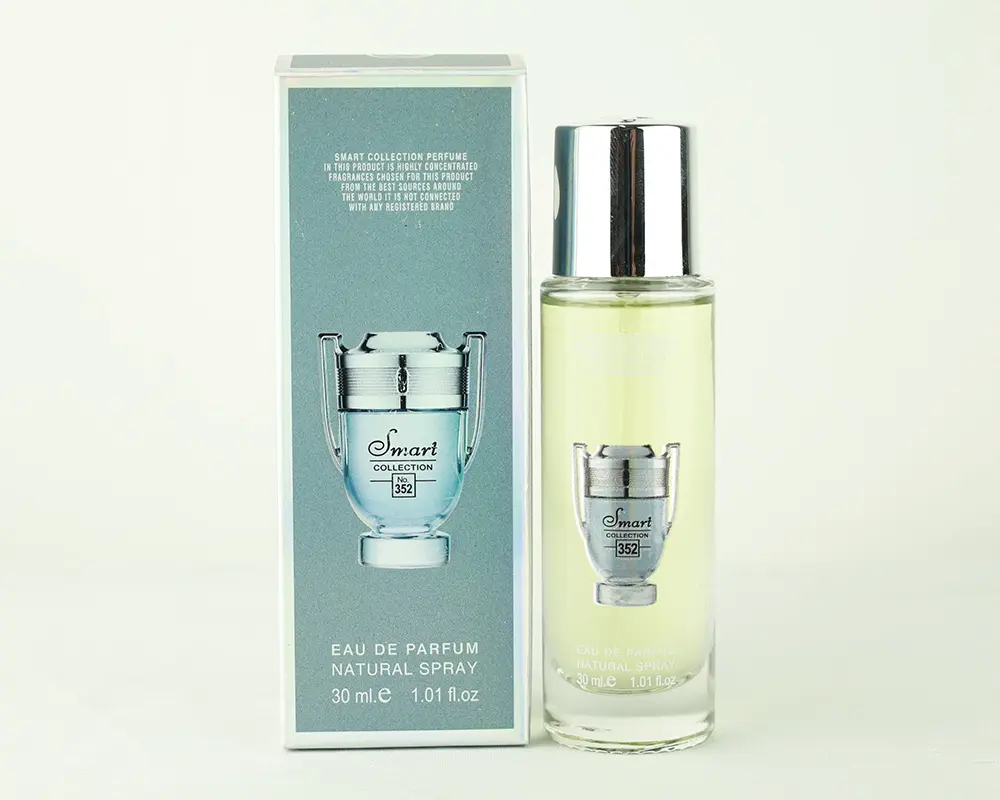 SMART COLLECTION PERFUME
IN THIS PRODUCT IS HIGHLY CONCENTRATED
FRAGRANCES CHOSEN FOR THIS PRODUCT
FROM THE BEST SOURCES AROUND
THE WORLD IT IS NOT CONNECTED
WITH ANY REGISTERED BRAND
Smart
COLLECTION
No.
352
EAU DE PARFUM
NATURAL SPRAY
30 ml.e 1.01 fl.oz
Smart
COLLECTION
352
EAU DE PARFUM
NATURAL SPRAY
30 ml.e 1.01 fl.oz